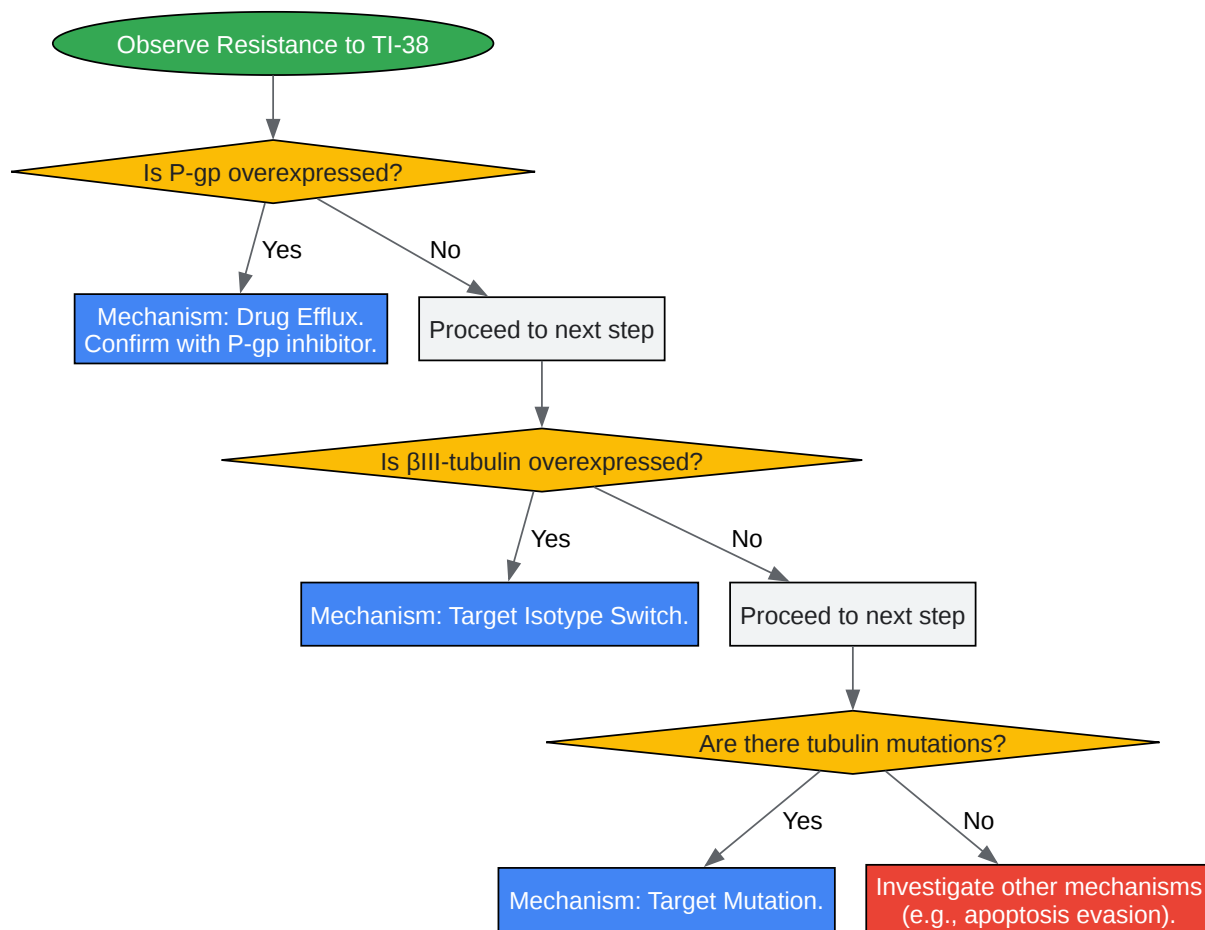 Observe Resistance to TI-38
Is P-gp overexpressed?
Yes
No
Mechanism: Drug Efflux.
Confirm with P-gp inhibitor.
Proceed to next step
Is βIII-tubulin overexpressed?
Yes
No
Mechanism: Target Isotype Switch.
Proceed to next step
Are there tubulin mutations?
Yes
No
Mechanism: Target Mutation.
Investigate other mechanisms
(e.g., apoptosis evasion).